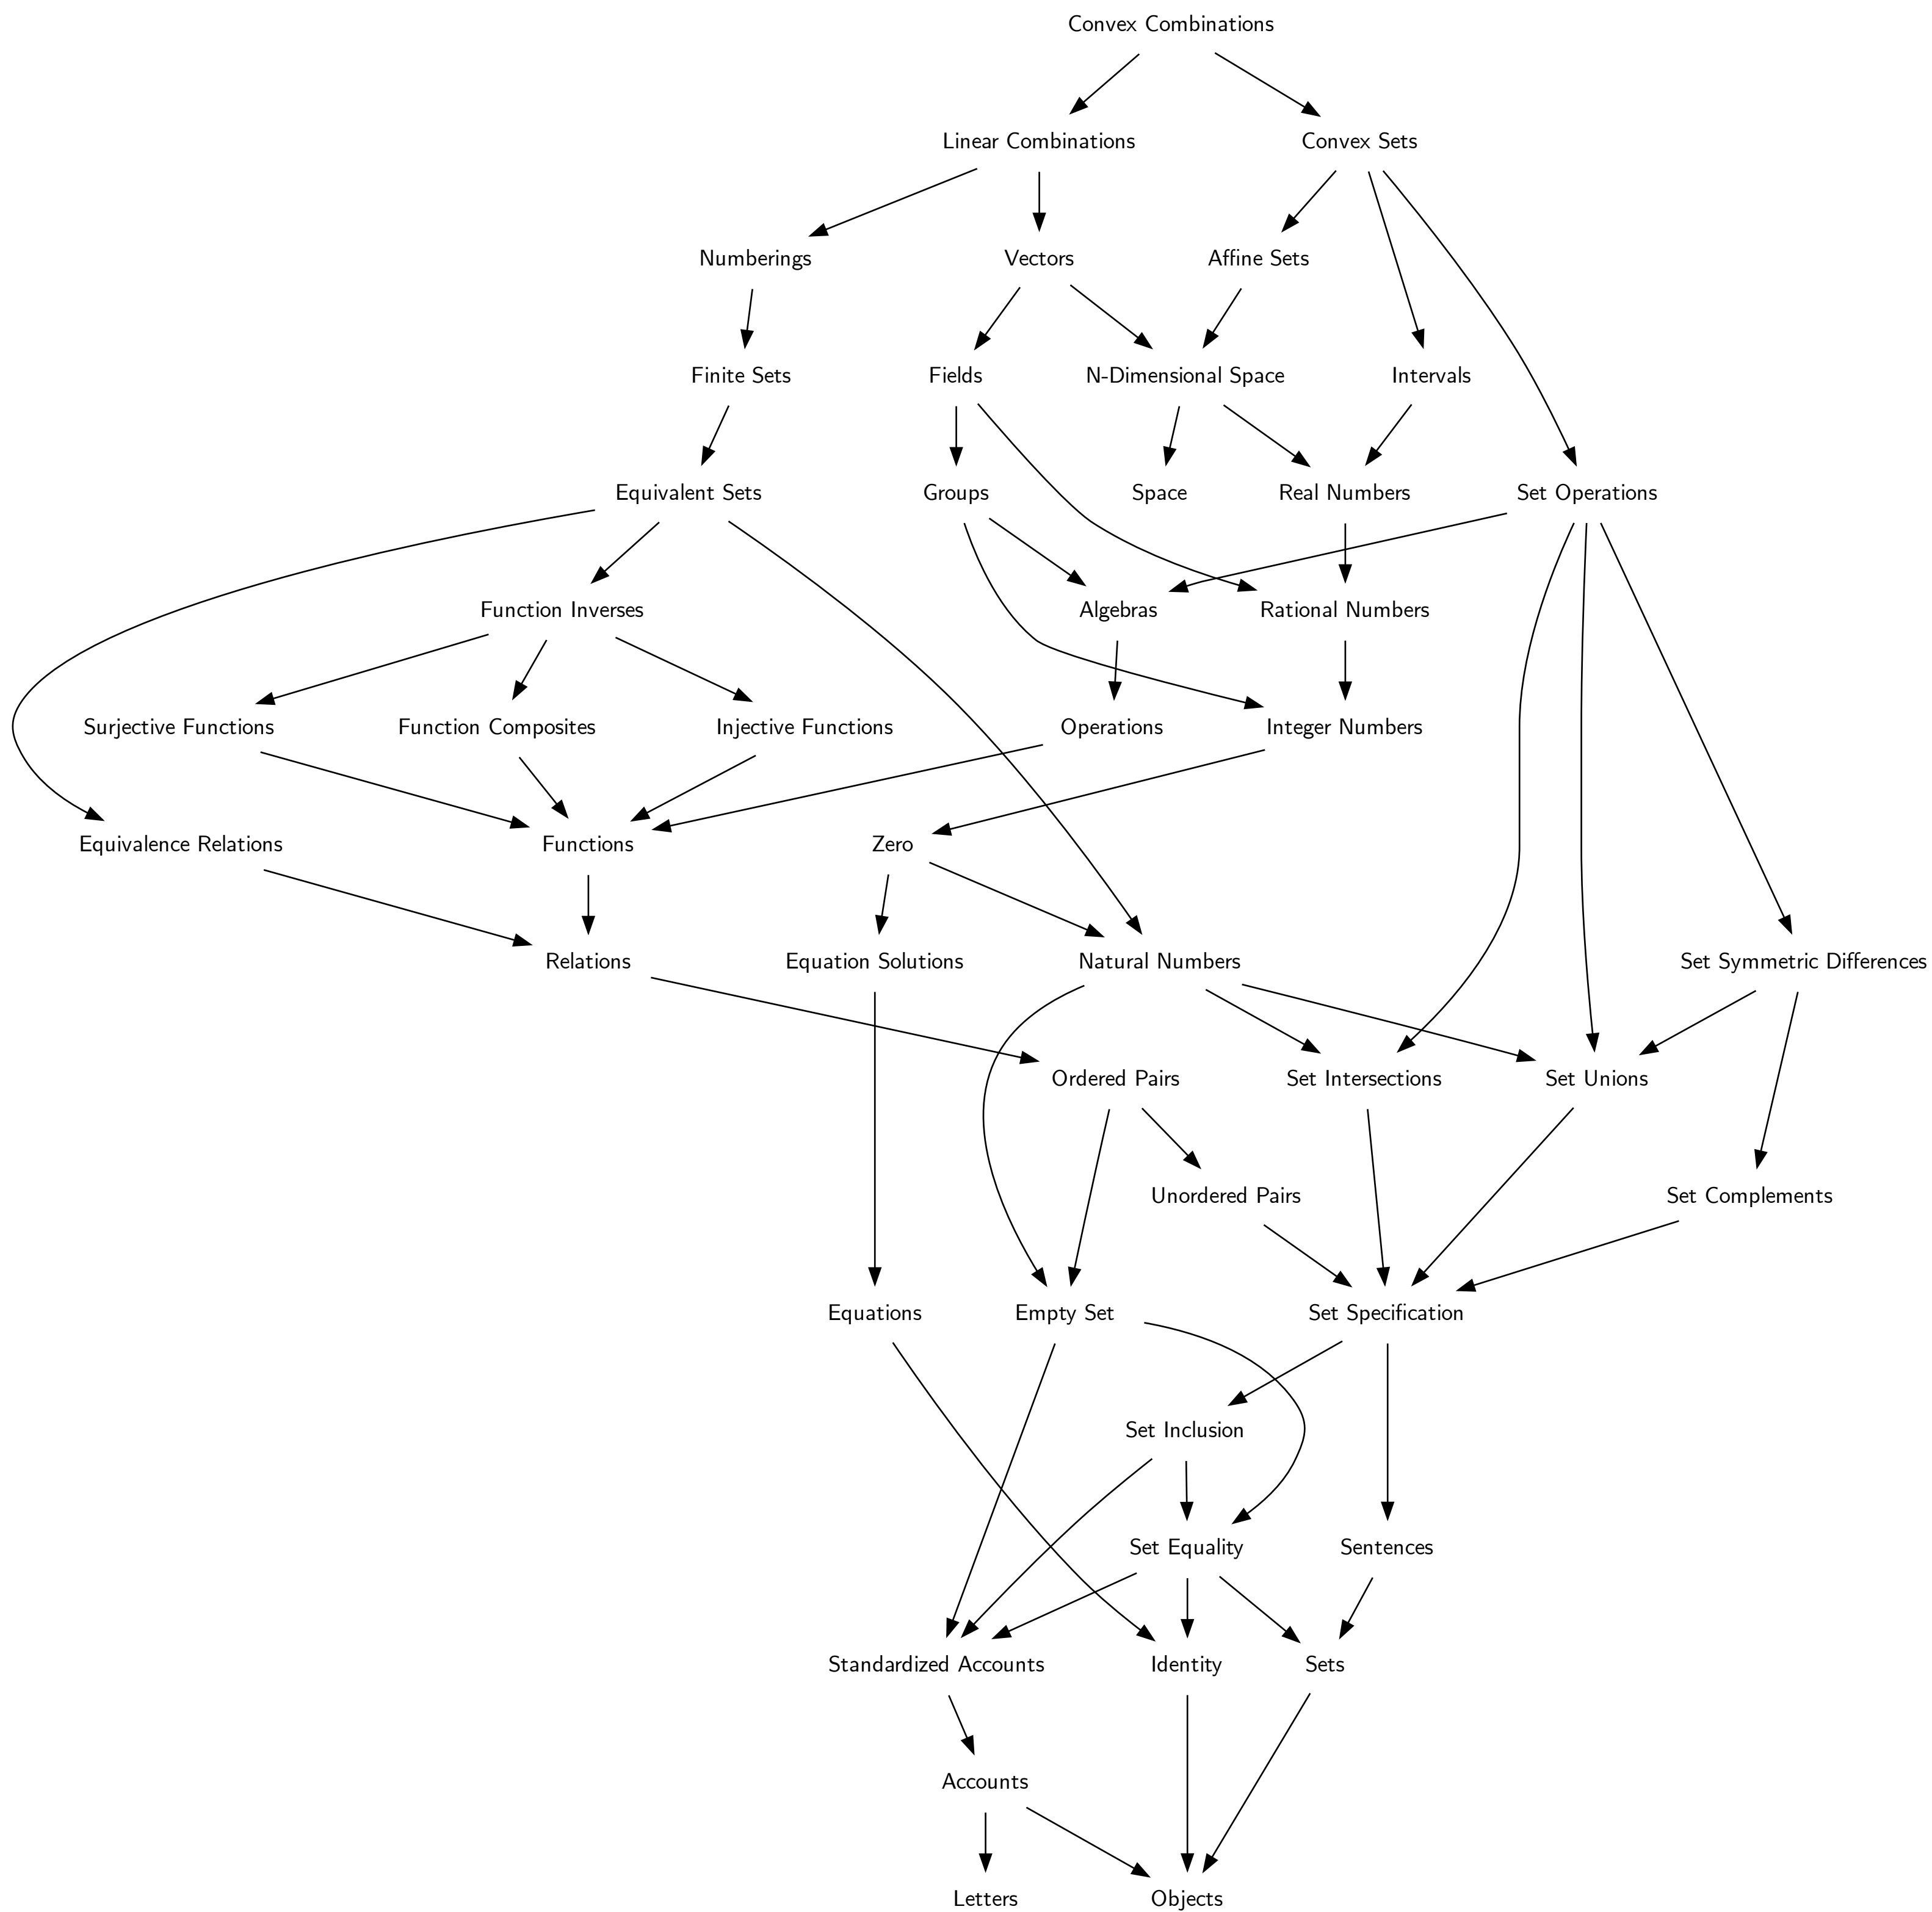 Convex Combinations
Linear Combinations
Convex Sets
Numberings
Vectors
Affine Sets
Finite Sets
Fields
N-Dimensional Space
Intervals
Equivalent Sets
Groups
Space
Real Numbers
Set Operations
Function Inverses
Algebras
Rational Numbers
Surjective Functions
Function Composites
Injective Functions
Operations
Integer Numbers
Equivalence Relations
Functions
Zero
Relations
Equation Solutions
Natural Numbers
Set Symmetric Differences
Ordered Pairs
Set Intersections
Set Unions
Unordered Pairs
Set Complements
Equations
Empty Set
Set Specification
Set Inclusion
Set Equality
Sentences
Standardized Accounts
Identity
Sets
Accounts
Letters
Objects